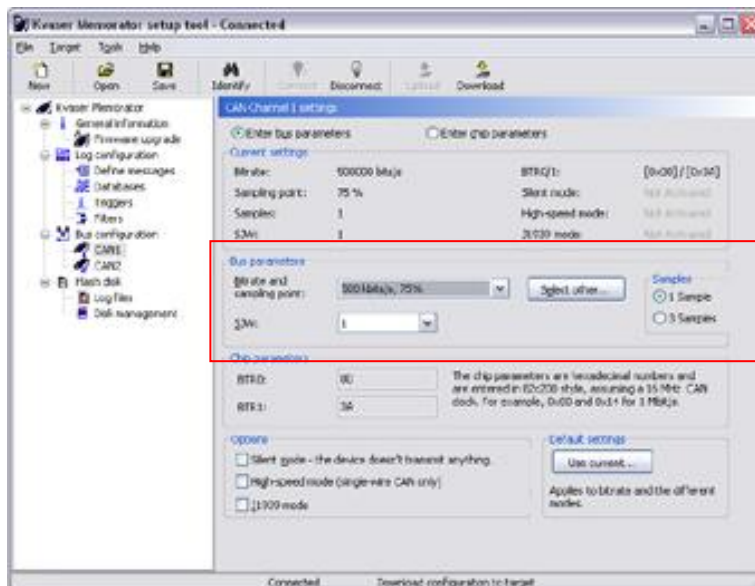 Kvaser Memorator setup tool - Connected
File Target Tools Help
New Open Save Identify Connect Disconnect Upload Download
Kvaser Memorator
General information
Firmware upgrade
Log configuration
Define messages
Databases
Triggers
Filters
Bus configuration
CAN1
CAN2
Flash disk
Log files
Disk management
CAN Channel 1 settings
Enter bus parameters Enter chip parameters
Current settings
Bitrate: 500000 bits/s BTR0/1: [0x00] / [0x3A]
Sampling point: 75 % Silent mode: Not Activated
Samples: 1 High-speed mode: Not Activated
SJW: 1 J1939 mode: Not Activated
Bus parameters
Bitrate and sampling point: 500 kbits/s, 75% Select other... Samples
1 Sample
SJW: 1 3 Samples
Chip parameters
BTR0: 00 The chip parameters are hexadecimal numbers and
are entered in 82c200 style, assuming a 16 MHz CAN
BTR1: 3A clock. For example, 0x00 and 0x14 for 1 Mbit/s.
Options Default settings
Silent mode - the device doesn't transmit anything. Use current...
High-speed mode (single-wire CAN only)
J1939 mode Applies to bitrate and the different
modes.
Connected Download configuration to target